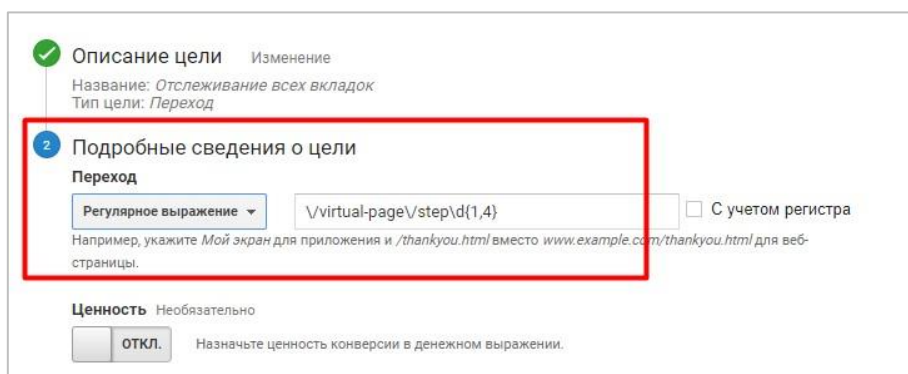 Описание цели Изменение
Название: Отслеживание всех вкладок
Тип цели: Переход
2 Подробные сведения о цели
Переход
Регулярное выражение \/virtual-page\/step\d{1,4} С учетом регистра
Например, укажите Мой экран для приложения и /thankyou.html вместо www.example.com/thankyou.html для веб-
страницы.
Ценность Необязательно
ОТКЛ. Назначьте ценность конверсии в денежном выражении.